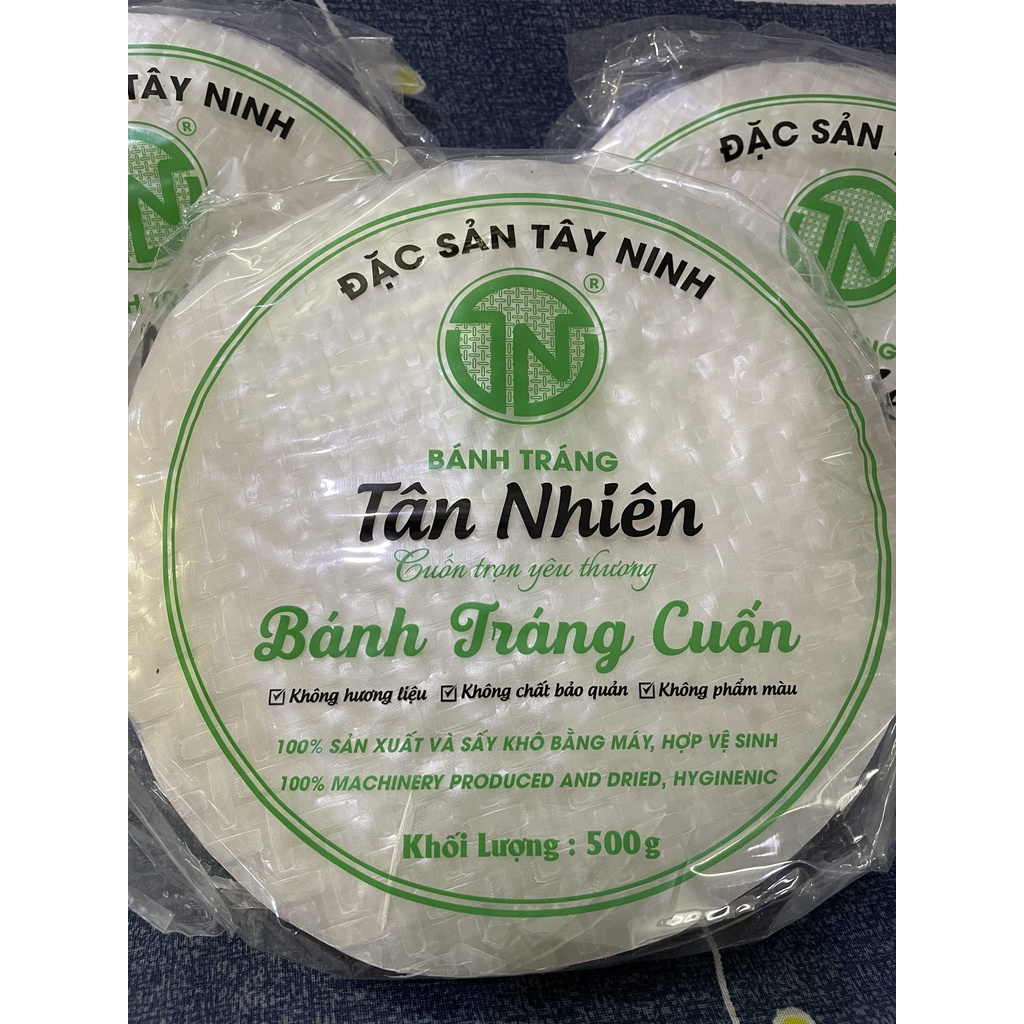 TÂY NINH
®
ĐẶC SẢN
ĐẶC SẢN TÂY NINH
®
TN
BÁNH TRÁNG
Tân Nhiên
Cuốn trọn yêu thương
Bánh Tráng Cuốn
☑ Không hương liệu ☑ Không chất bảo quản ☑ Không phẩm màu
100% SẢN XUẤT VÀ SẤY KHÔ BẰNG MÁY, HỢP VỆ SINH
100% MACHINERY PRODUCED AND DRIED, HYGINENIC
Khối Lượng : 500g